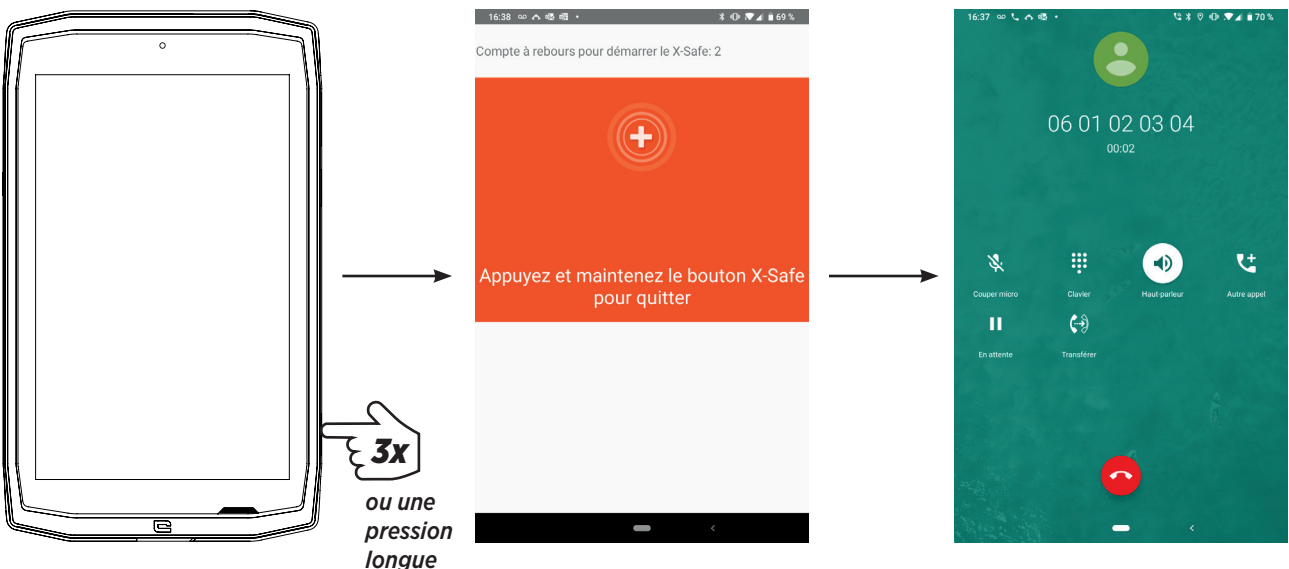 3x
ou une
pression
longue
16:38
69 %
Compte à rebours pour démarrer le X-Safe: 2
Appuyez et maintenez le bouton X-Safe
pour quitter
16:37
70 %
06 01 02 03 04
00:02
Couper micro
Clavier
Haut-parleur
Autre appel
En attente
Transférer